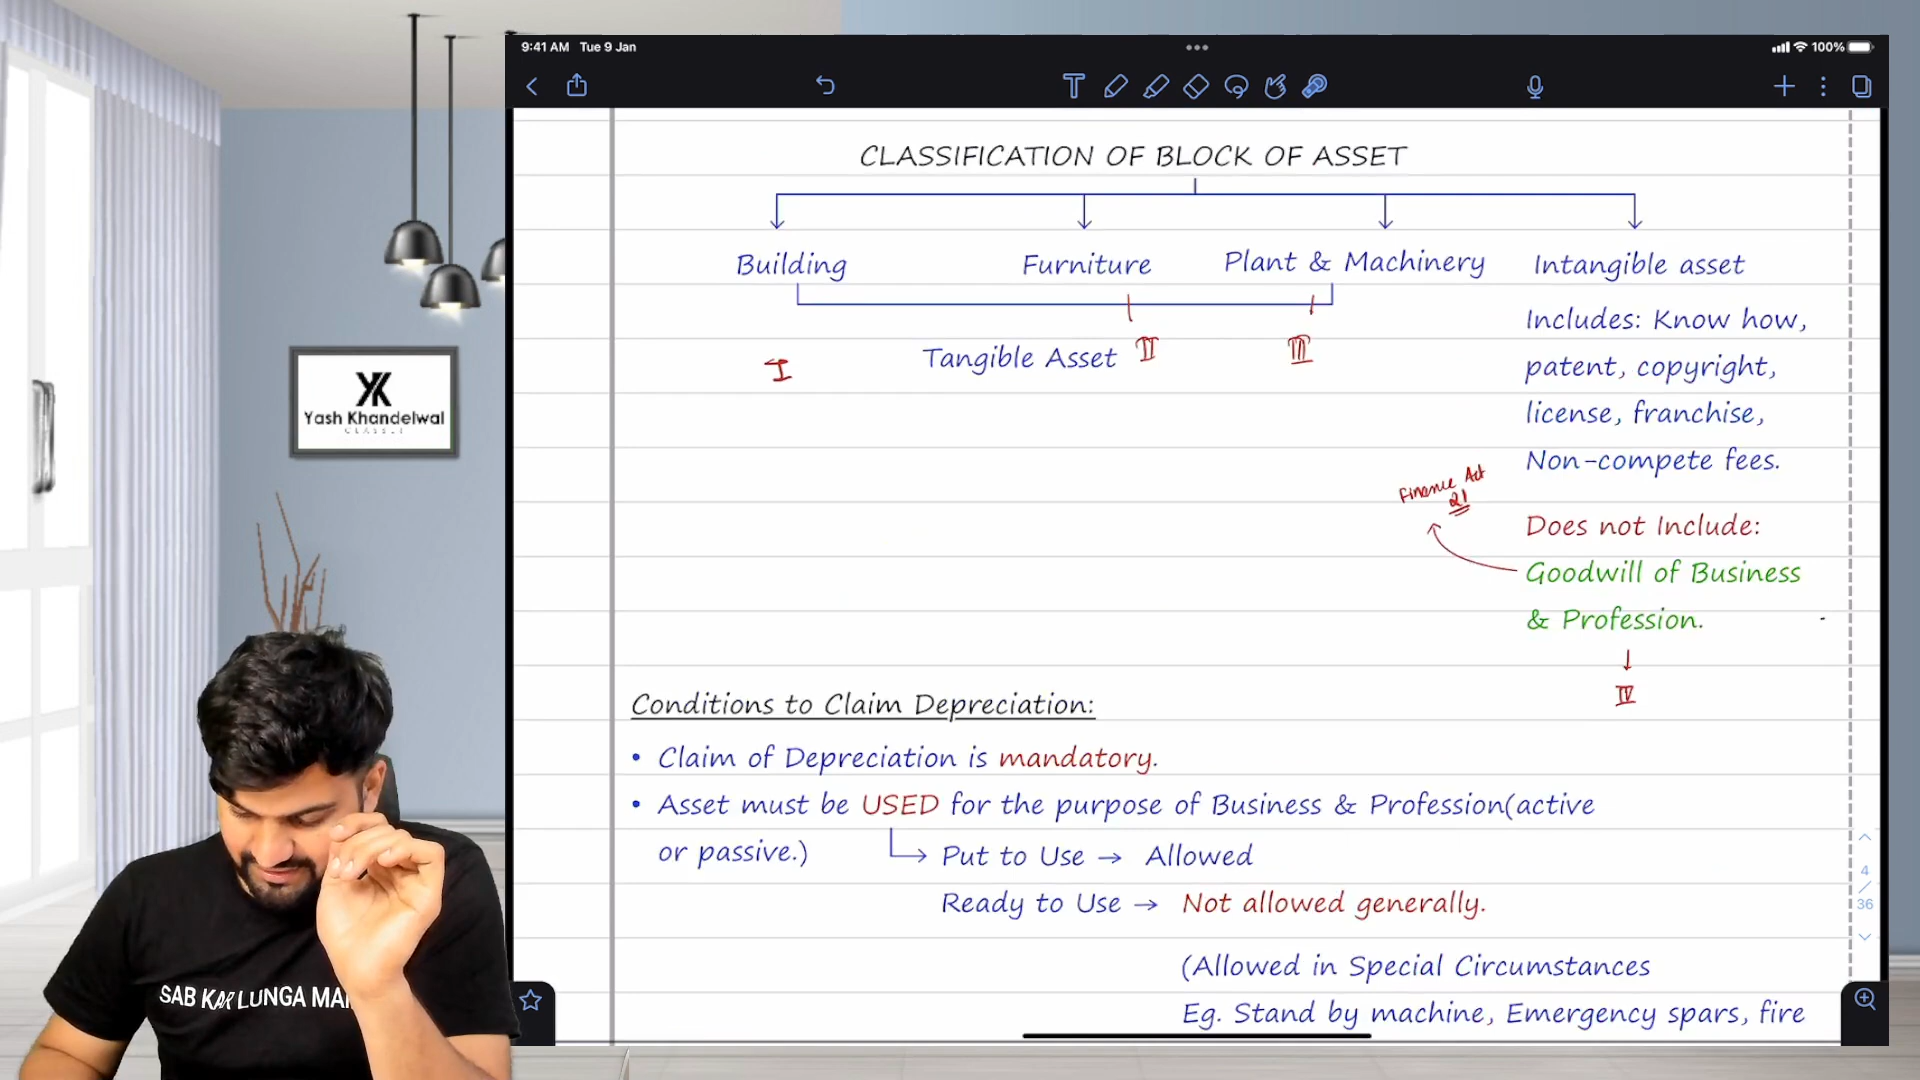 9:41 AM Tue 9 Jan
100%
CLASSIFICATION OF BLOCK OF ASSET
Building Furniture Plant & Machinery Intangible asset
I Tangible Asset II III
Includes: Know how,
patent, copyright,
license, franchise,
Non-compete fees.
Finance Act
21
Does not Include:
Goodwill of Business
& Profession.
IV
Conditions to Claim Depreciation:
• Claim of Depreciation is mandatory.
• Asset must be USED for the purpose of Business & Profession(active
or passive.)
Put to Use → Allowed
Ready to Use → Not allowed generally.
(Allowed in Special Circumstances
Eg. Stand by machine, Emergency spars, fire
4
/
36
YK
Yash Khandelwal
CLASSES
SAB KAR LUNGA MAI